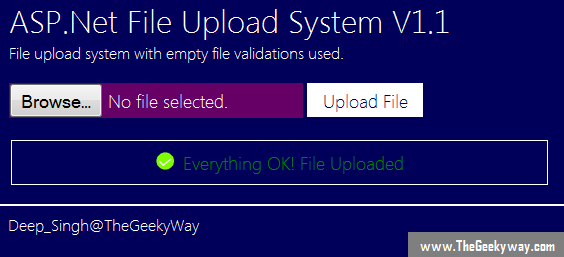 ASP.Net File Upload System V1.1
File upload system with empty file validations used.
Browse... No file selected. Upload File
Everything OK! File Uploaded
Deep_Singh@TheGeekyWay
www.TheGeekyway.com